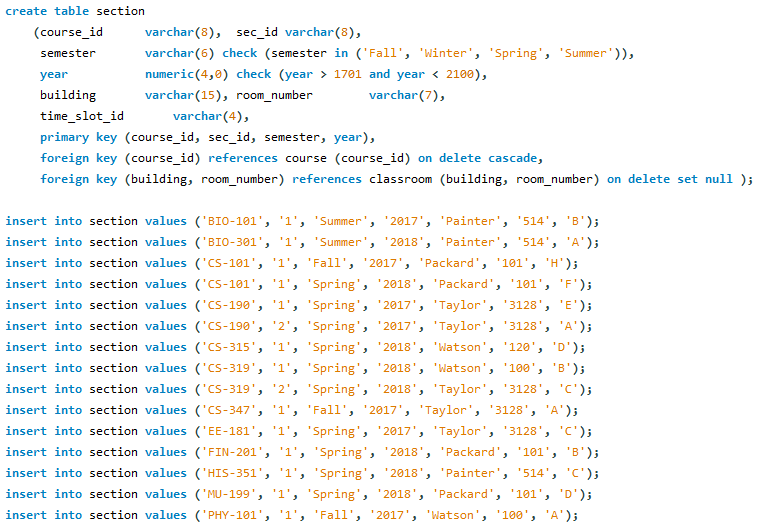 create table section
(course_id varchar(8), sec_id varchar(8),
semester varchar(6) check (semester in ('Fall', 'Winter', 'Spring', 'Summer')),
year numeric(4,0) check (year > 1701 and year < 2100),
building varchar(15), room_number varchar(7),
time_slot_id varchar(4),
primary key (course_id, sec_id, semester, year),
foreign key (course_id) references course (course_id) on delete cascade,
foreign key (building, room_number) references classroom (building, room_number) on delete set null );
insert into section values ('BIO-101', '1', 'Summer', '2017', 'Painter', '514', 'B');
insert into section values ('BIO-301', '1', 'Summer', '2018', 'Painter', '514', 'A');
insert into section values ('CS-101', '1', 'Fall', '2017', 'Packard', '101', 'H');
insert into section values ('CS-101', '1', 'Spring', '2018', 'Packard', '101', 'F');
insert into section values ('CS-190', '1', 'Spring', '2017', 'Taylor', '3128', 'E');
insert into section values ('CS-190', '2', 'Spring', '2017', 'Taylor', '3128', 'A');
insert into section values ('CS-315', '1', 'Spring', '2018', 'Watson', '120', 'D');
insert into section values ('CS-319', '1', 'Spring', '2018', 'Watson', '100', 'B');
insert into section values ('CS-319', '2', 'Spring', '2018', 'Taylor', '3128', 'C');
insert into section values ('CS-347', '1', 'Fall', '2017', 'Taylor', '3128', 'A');
insert into section values ('EE-181', '1', 'Spring', '2017', 'Taylor', '3128', 'C');
insert into section values ('FIN-201', '1', 'Spring', '2018', 'Packard', '101', 'B');
insert into section values ('HIS-351', '1', 'Spring', '2018', 'Painter', '514', 'C');
insert into section values ('MU-199', '1', 'Spring', '2018', 'Packard', '101', 'D');
insert into section values ('PHY-101', '1', 'Fall', '2017', 'Watson', '100', 'A');